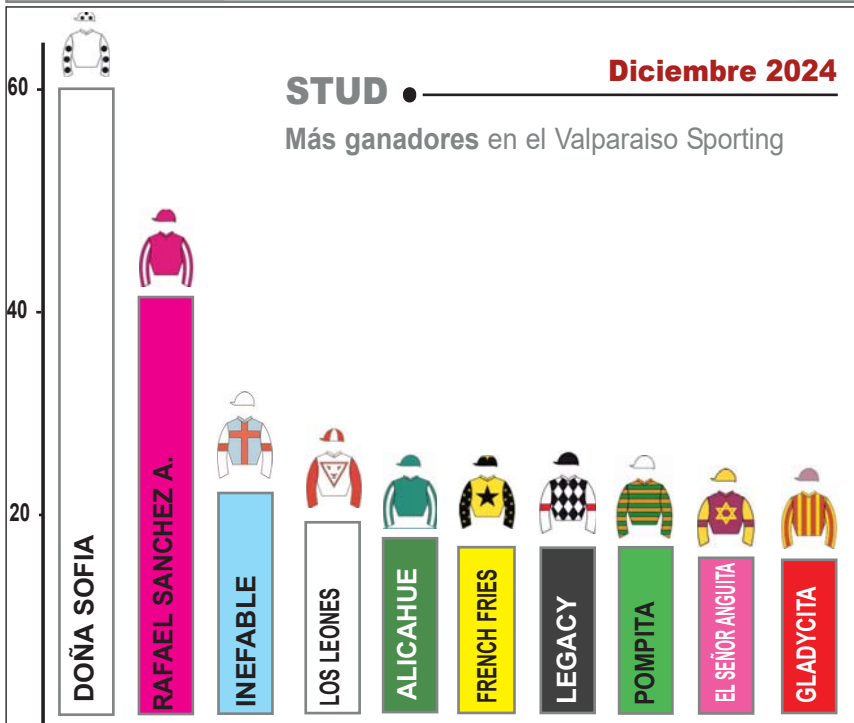 Diciembre 2024
STUD
Más ganadores en el Valparaiso Sporting
60
40
20
DOÑA SOFIA
RAFAEL SANCHEZ A.
INEFABLE
LOS LEONES
ALICAHUE
FRENCH FRIES
LEGACY
POMPITA
EL SEÑOR ANGUITA
GLADYCITA